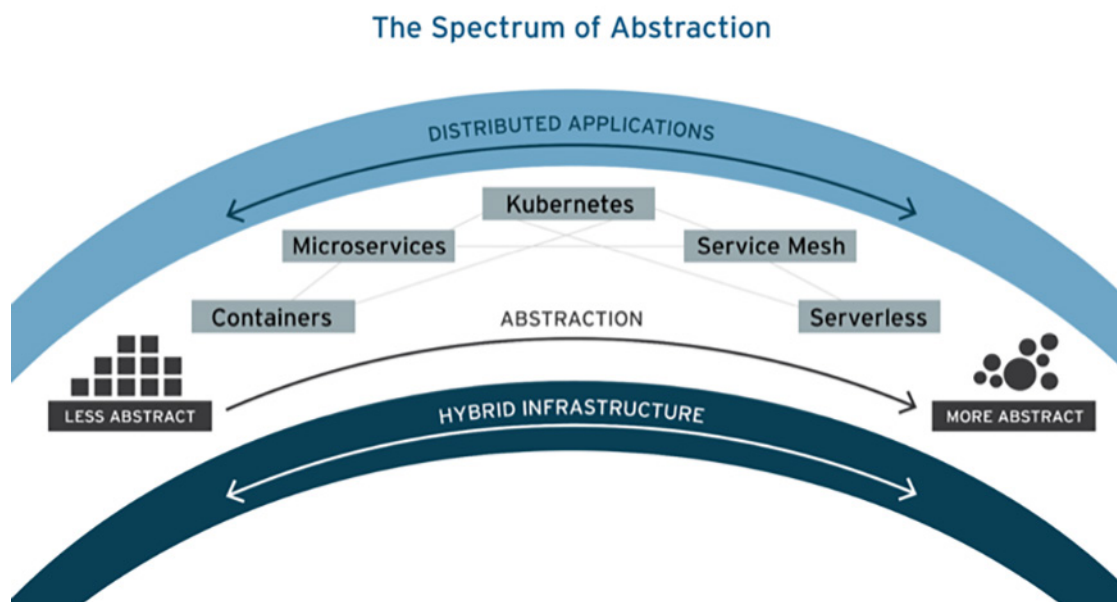 The Spectrum of Abstraction
DISTRIBUTED APPLICATIONS
Kubernetes
Microservices
Service Mesh
Containers
Serverless
ABSTRACTION
LESS ABSTRACT
MORE ABSTRACT
HYBRID INFRASTRUCTURE